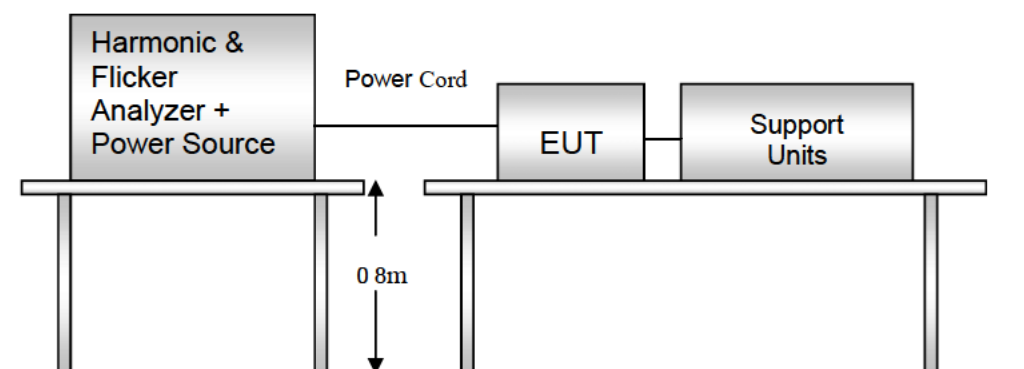 Harmonic &
Flicker
Analyzer +
Power Source
Power Cord
EUT
Support
Units
0 8m